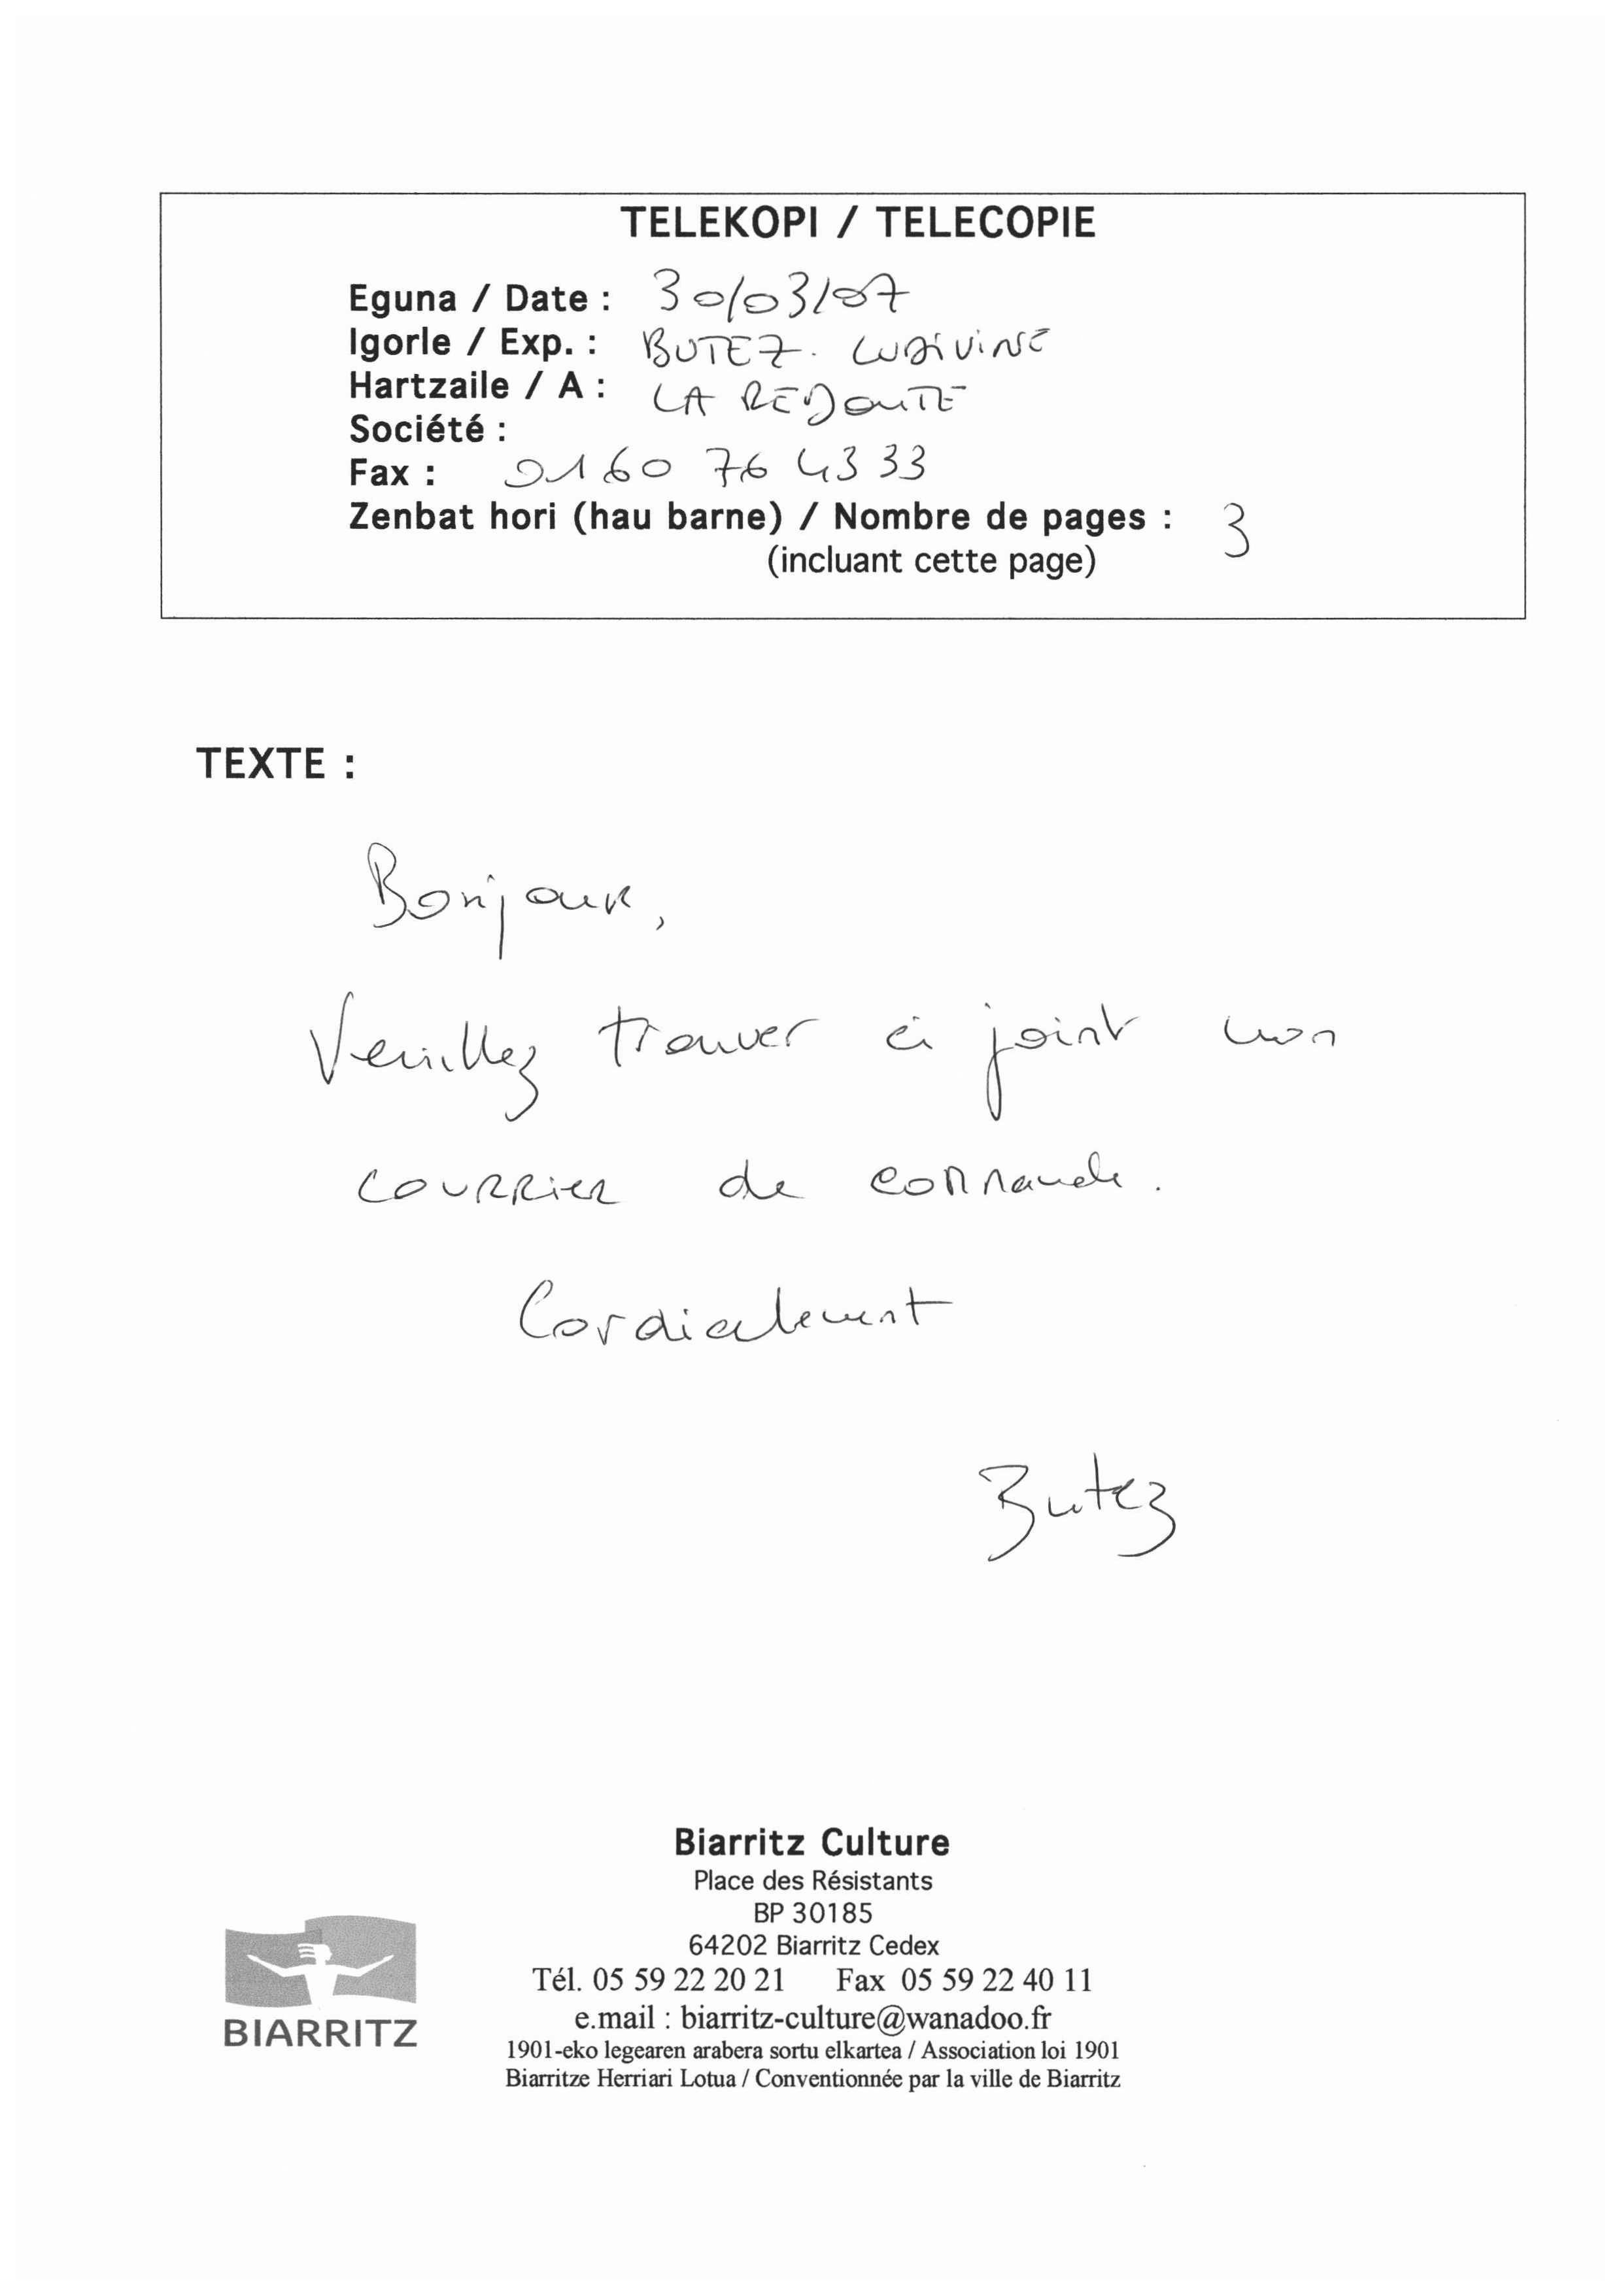 TELEKOPI / TELECOPIE
Eguna / Date : 30/03/07
Igorle / Exp. : BUTEZ. LUDIVINE
Hartzaile / A : LA REDOUTE
Société :
Fax : 01 60 76 43 33
Zenbat hori (hau barne) / Nombre de pages : 3
(incluant cette page)
TEXTE :
Bonjour,
Veuillez trouver ci joint mon
courrier de commande.
Cordialement
Butez
Biarritz Culture
Place des Résistants
BP 30185
64202 Biarritz Cedex
Tél. 05 59 22 20 21 Fax 05 59 22 40 11
e.mail : biarritz-culture@wanadoo.fr
1901-eko legearen arabera sortu elkartea / Association loi 1901
Biarritze Herriari Lotua / Conventionnée par la ville de Biarritz
BIARRITZ